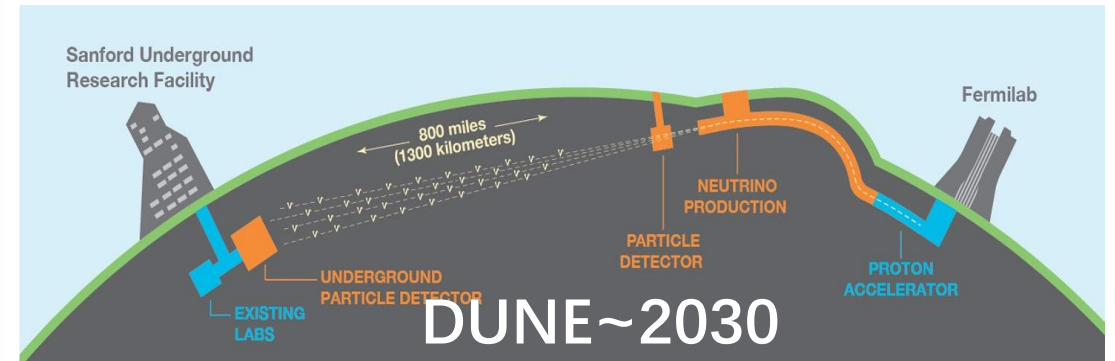 Sanford Underground
Research Facility
Fermilab
800 miles
(1300 kilometers)
NEUTRINO
PRODUCTION
PARTICLE
DETECTOR
PROTON
ACCELERATOR
UNDERGROUND
PARTICLE DETECTOR
EXISTING
LABS
DUNE~2030